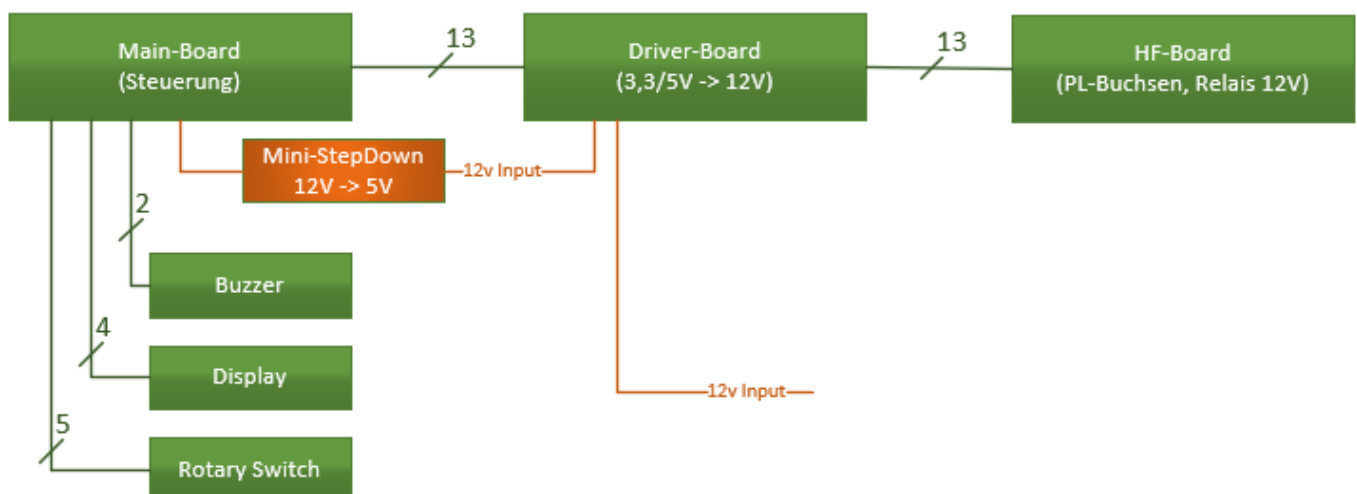 Main-Board
(Steuerung)
13
Driver-Board
(3,3/5V -> 12V)
13
HF-Board
(PL-Buchsen, Relais 12V)
Mini-StepDown
12V -> 5V
12v Input
2
Buzzer
4
Display
12v Input
5
Rotary Switch